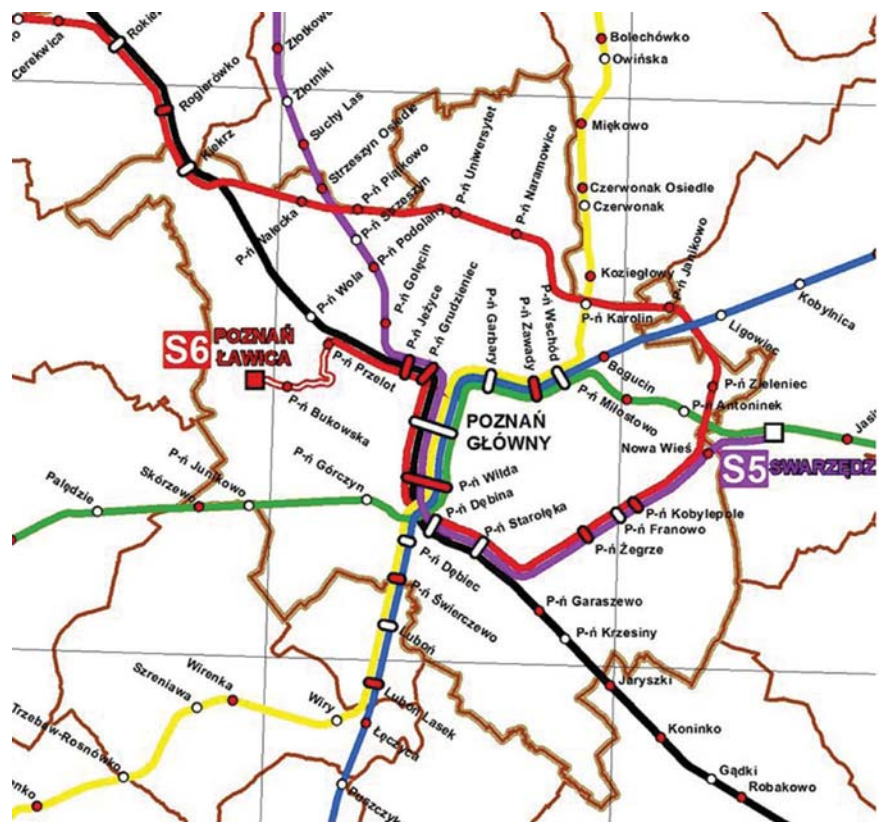 Cerekwica
Złotkowo
Złotniki
Suchy Las
Strzeszyn Osiedle
P-ń Piątkowo
P-ń Strzeszyn
P-ń Podolany
P-ń Uniwersytet
P-ń Naramowice
Bolechówko
Owińska
Miękowo
Czerwonak Osiedle
Czerwonak
Koziegłowy
P-ń Karolin
P-ń Janikowo
Rogierówko
Kiekrz
P-ń Wałecka
P-ń Wola
P-ń Golęcin
P-ń Jeżyce
P-ń Grudzieniec
P-ń Garbary
P-ń Zawady
P-ń Wschód
Kobylnica
Ligowiec
Bogucin
S6 POZNAŃ
ŁAWICA
P-ń Przelot
P-ń Bukowska
POZNAŃ
GŁÓWNY
P-ń Miłostowo
P-ń Zieleniec
P-ń Antoninek
Nowa Wieś
S5 SWARZĘDZ
P-ń Junikowo
Skórzewo
Palędzie
P-ń Górczyn
P-ń Wilda
P-ń Dębina
P-ń Starołęka
P-ń Kobylepole
P-ń Franowo
P-ń Żegrze
P-ń Dębiec
P-ń Świerczewo
Luboń
P-ń Garaszewo
P-ń Krzesiny
Jaryszki
Koninko
Gądki
Robakowo
Wirenka
Szreniawa
Wiry
Luboń Lasek
Łęczyca
Trzebaw-Rosnówko